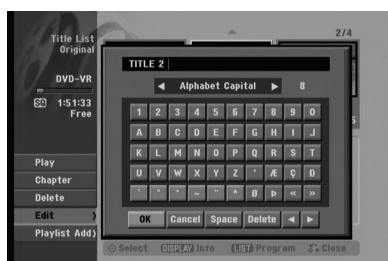 Title List
Original
2/4
DVD-VR
SQ 1:51:33
Free
TITLE 2
◄ Alphabet Capital ► 8
1 2 3 4 5 6 7 8 9 0
A B C D E F G H I J
K L M N O P Q R S T
U V W X Y Z Æ Ç Ð
~ ^ Ø Þ « »
OK Cancel Space Delete ◄ ►
5
Play
Chapter
Delete
Edit
Playlist Add
Select DISPLAY Info LIST Program Close